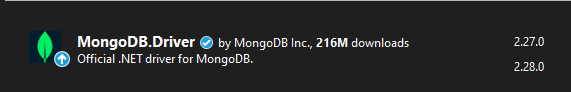 MongoDB.Driver by MongoDB Inc., 216M downloads 2.27.0
Official .NET driver for MongoDB. 2.28.0